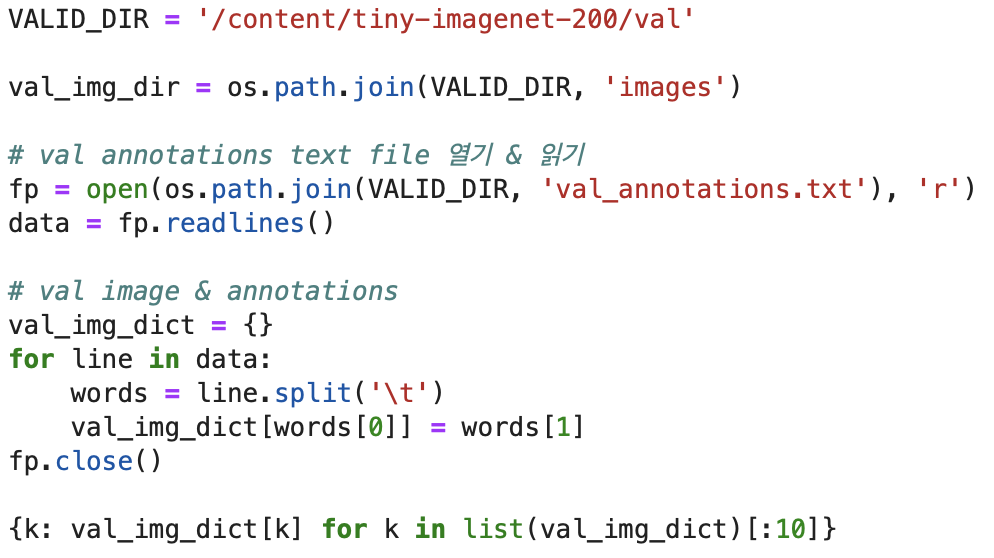 VALID_DIR = '/content/tiny-imagenet-200/val'

val_img_dir = os.path.join(VALID_DIR, 'images')

# val annotations text file 열기 & 읽기
fp = open(os.path.join(VALID_DIR, 'val_annotations.txt'), 'r')
data = fp.readlines()

# val image & annotations
val_img_dict = {}
for line in data:
    words = line.split('\t')
    val_img_dict[words[0]] = words[1]
fp.close()

{k: val_img_dict[k] for k in list(val_img_dict)[:10]}